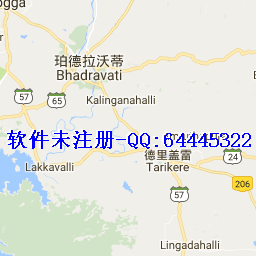 ogga
珀德拉沃蒂
Bhadravati
57
65
Kalinganahalli
软件未注册-QQ:64445322
57
Lakkavalli
德里盖雷
Tarikere
24
206
57
Lingadahalli